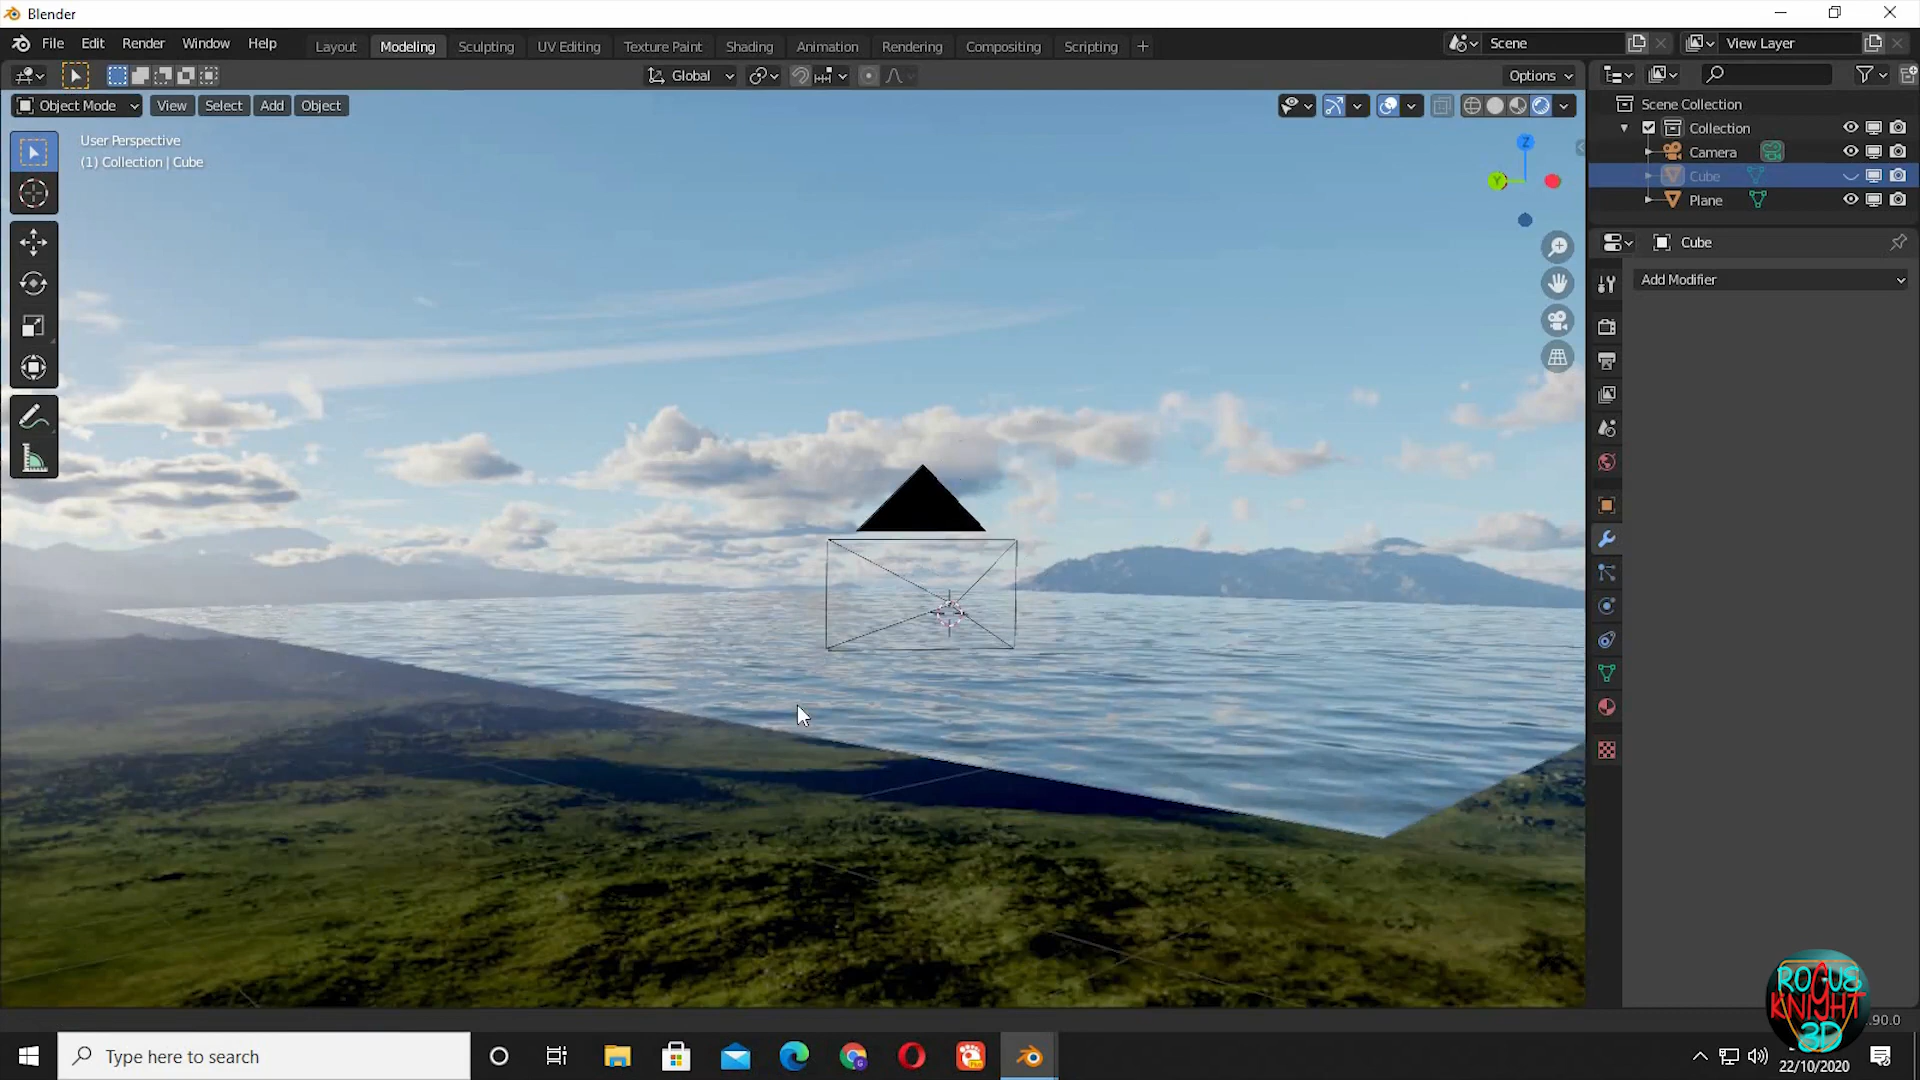 Blender
File Edit Render Window Help
Layout Modeling Sculpting UV Editing Texture Paint Shading Animation Rendering Compositing Scripting +
Scene
View Layer
Global
Options
Object Mode View Select Add Object
User Perspective
(1) Collection | Cube
Z
Y
Scene Collection
Collection
Camera
Cube
Plane
Cube
Add Modifier
ROGUE
KNIGHT
3D
.90.0
Type here to search
22/10/2020